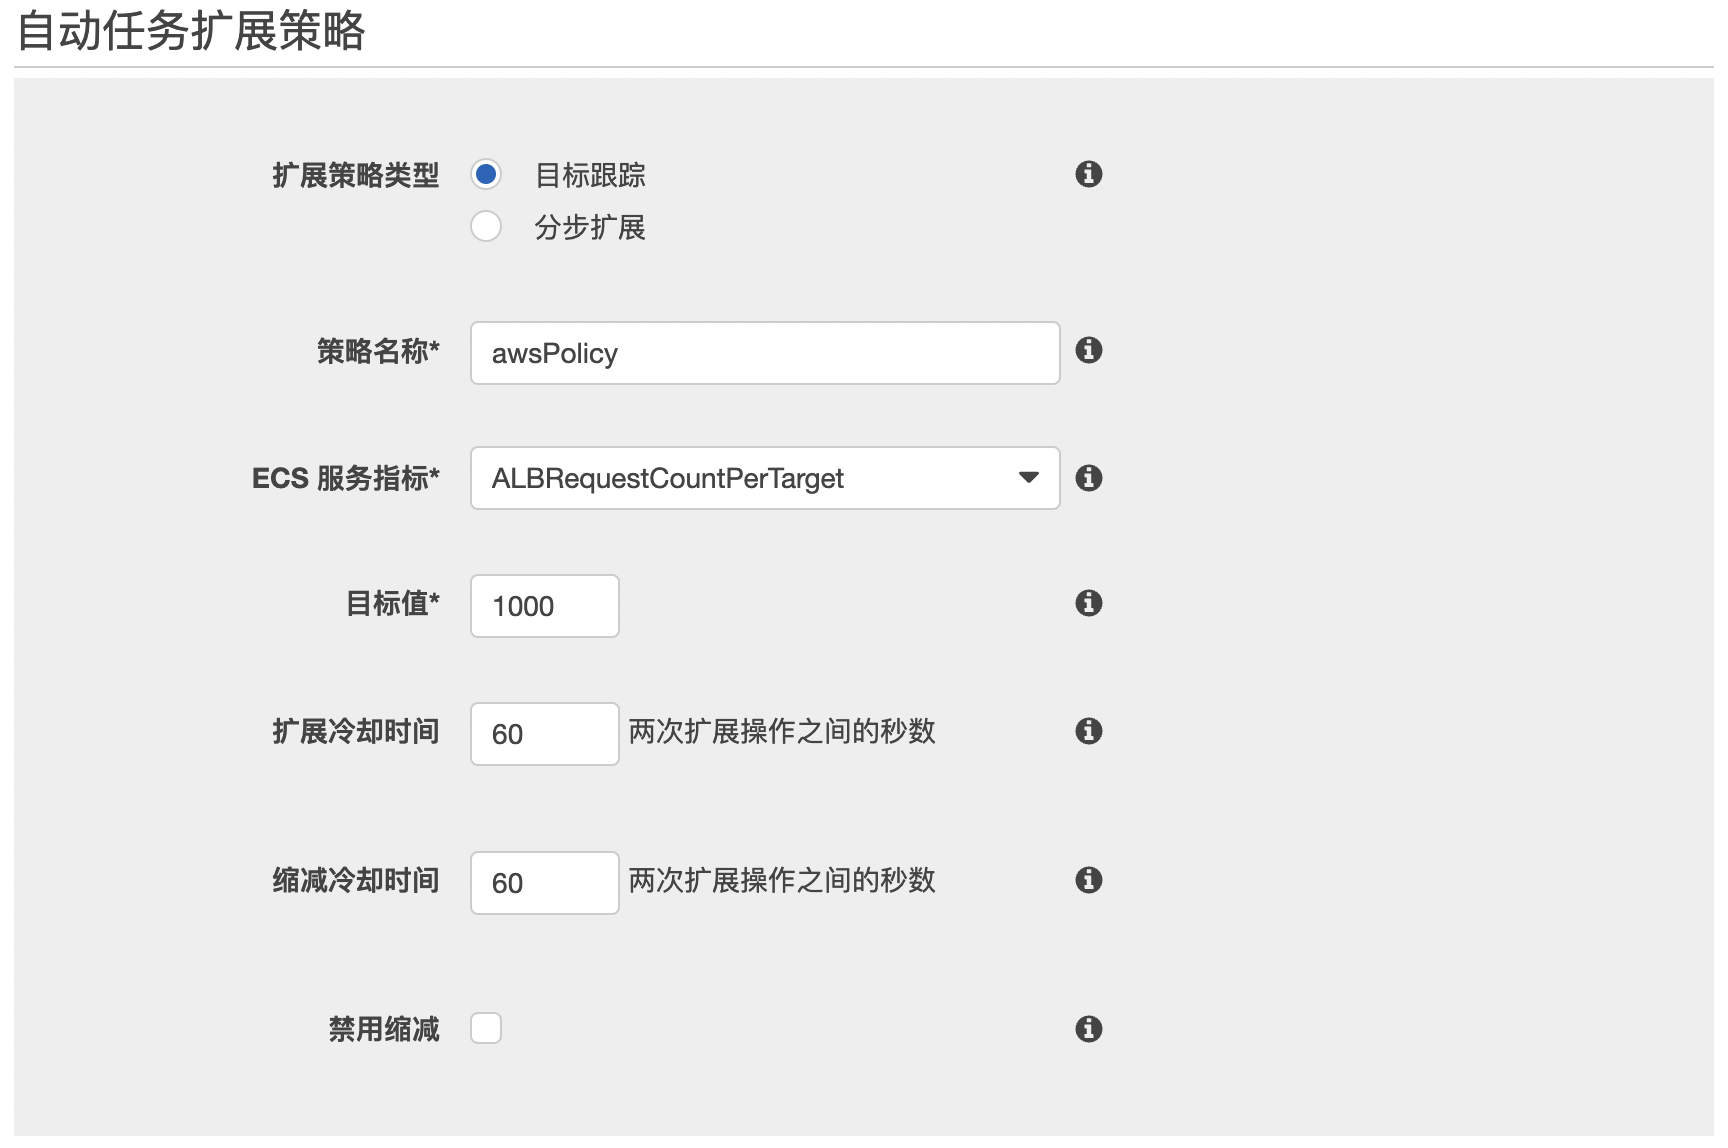 自动任务扩展策略
扩展策略类型 目标跟踪
分步扩展
策略名称* awsPolicy
ECS 服务指标* ALBRequestCountPerTarget
目标值* 1000
扩展冷却时间 60 两次扩展操作之间的秒数
缩减冷却时间 60 两次扩展操作之间的秒数
禁用缩减